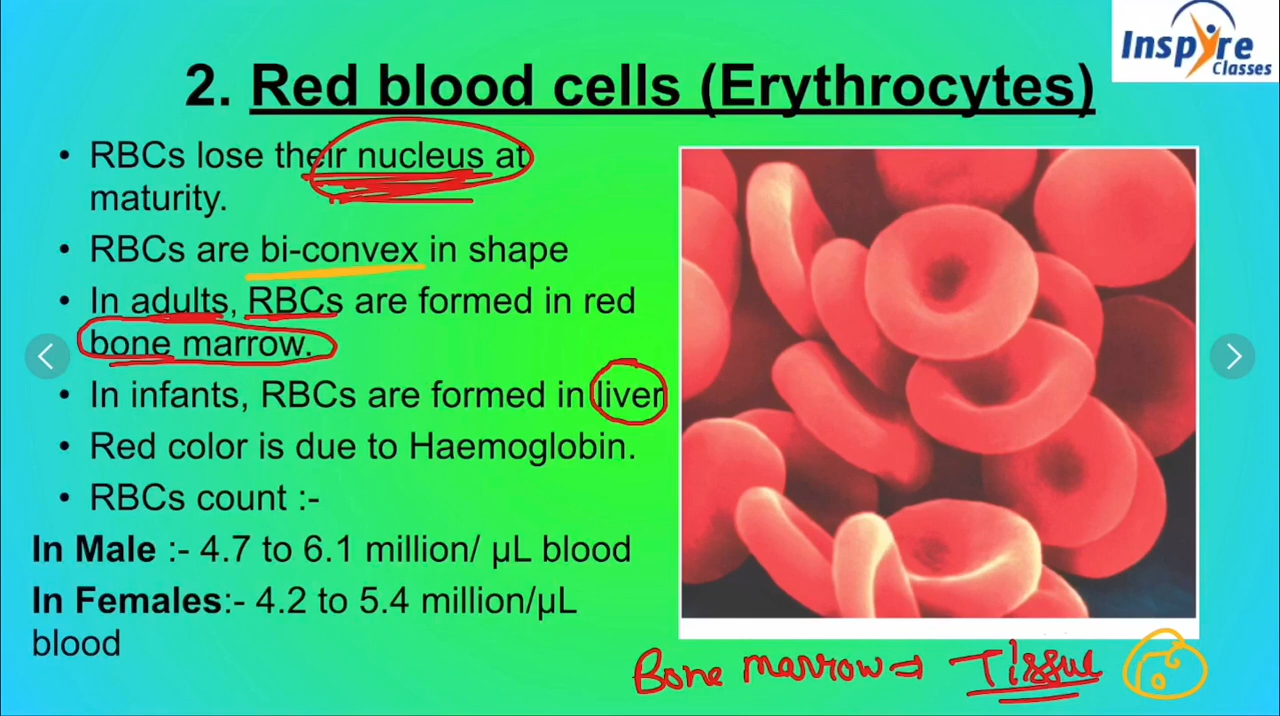 Inspyre
Classes
2. Red blood cells (Erythrocytes)
• RBCs lose their nucleus at
maturity.
• RBCs are bi-convex in shape
• In adults, RBCs are formed in red
bone marrow.
• In infants, RBCs are formed in liver
• Red color is due to Haemoglobin.
• RBCs count :-
In Male :- 4.7 to 6.1 million/ µL blood
In Females:- 4.2 to 5.4 million/µL
blood
Bone marrow ⇒ Tissue